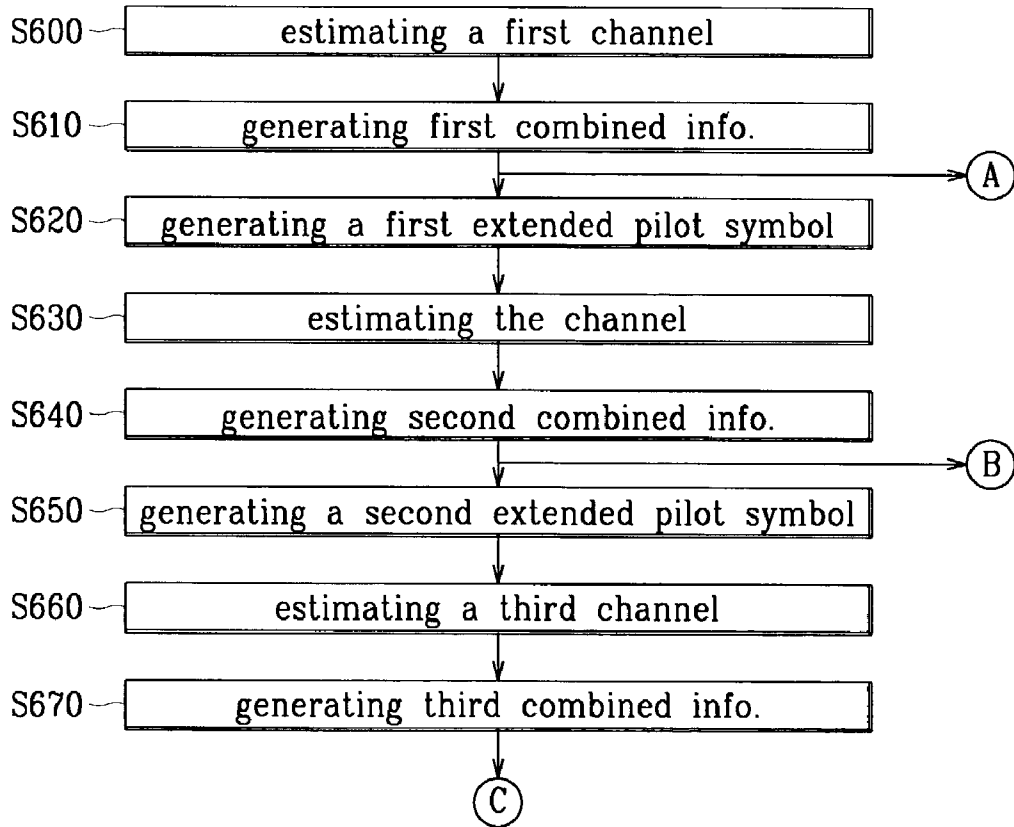 S600 estimating a first channel
S610 generating first combined info.
A
S620 generating a first extended pilot symbol
S630 estimating the channel
S640 generating second combined info.
B
S650 generating a second extended pilot symbol
S660 estimating a third channel
S670 generating third combined info.
C